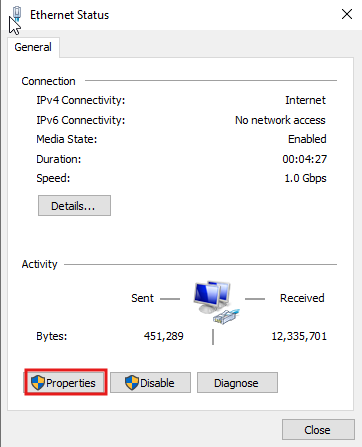 Ethernet Status
General
Connection
IPv4 Connectivity: Internet
IPv6 Connectivity: No network access
Media State: Enabled
Duration: 00:04:27
Speed: 1.0 Gbps
Details...
Activity
Sent Received
Bytes: 451,289 12,335,701
Properties Disable Diagnose
Close